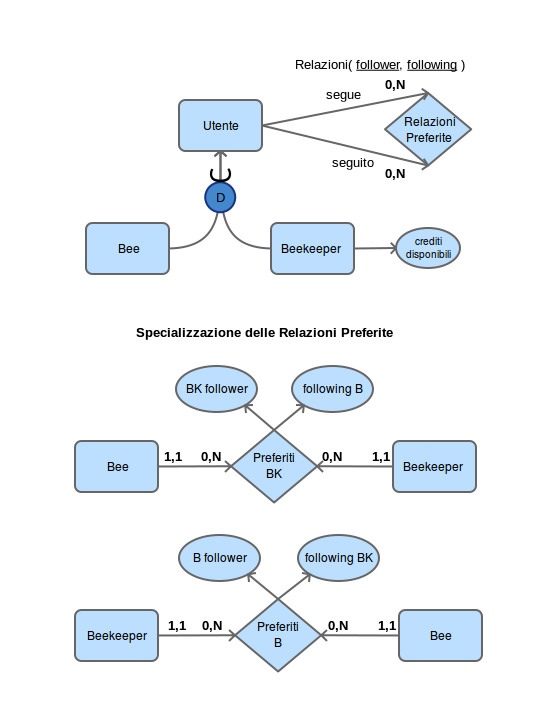 Relazioni( follower, following )
0,N
segue
Utente
Relazioni
Preferite
seguito
0,N
D
Bee
Beekeeper
crediti
disponibili
Specializzazione delle Relazioni Preferite
BK follower
following B
Bee
1,1
0,N
Preferiti
BK
0,N
1,1
Beekeeper
B follower
following BK
Beekeeper
1,1
0,N
Preferiti
B
0,N
1,1
Bee